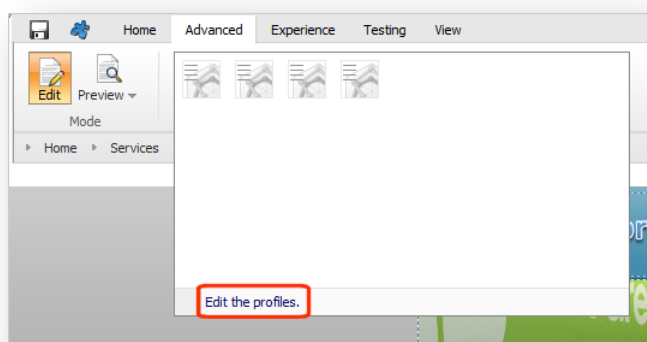 Home Advanced Experience Testing View
Edit Preview
Mode
Home Services
Edit the profiles.